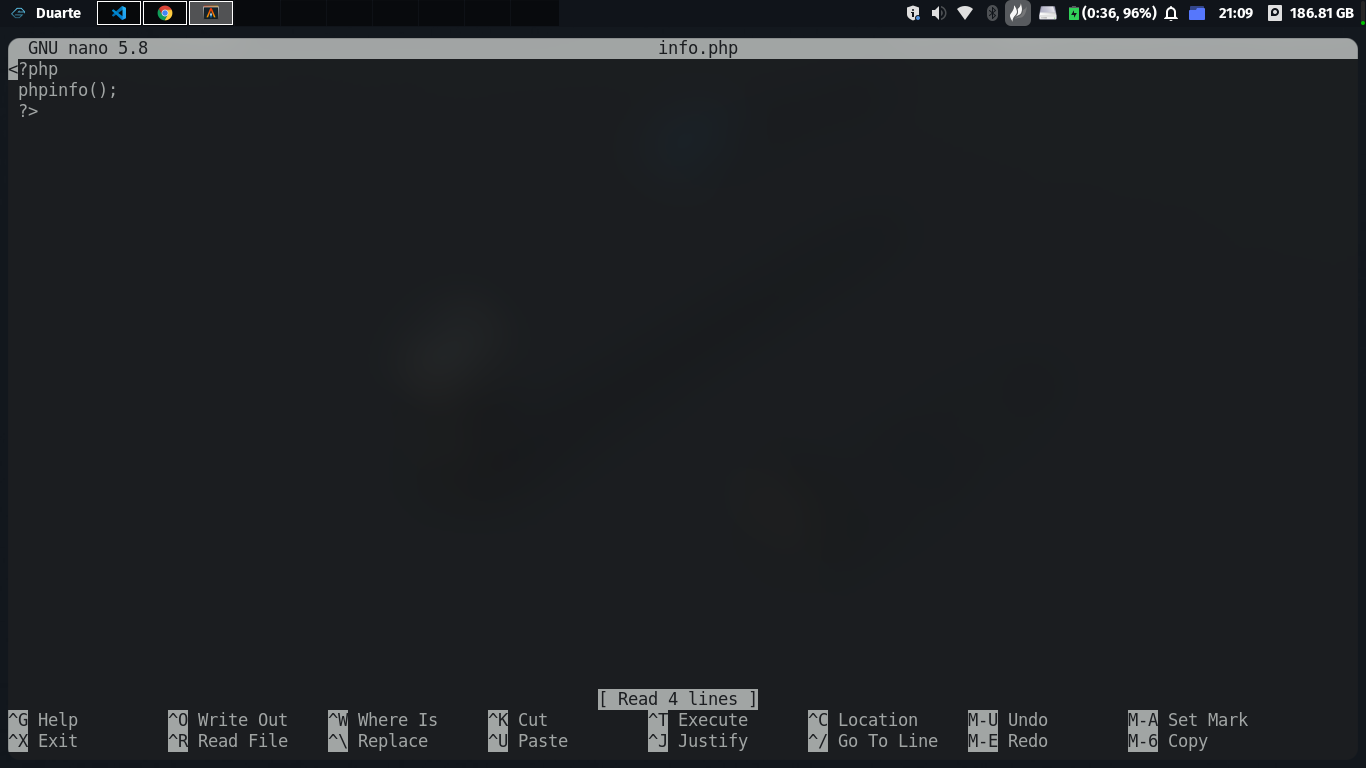 Duarte (0:36, 96%) 21:09 186.81 GB
GNU nano 5.8 info.php
<?php
phpinfo();
?>
[ Read 4 lines ]
^G Help ^O Write Out ^W Where Is ^K Cut ^T Execute ^C Location M-U Undo M-A Set Mark
^X Exit ^R Read File ^\ Replace ^U Paste ^J Justify ^/ Go To Line M-E Redo M-6 Copy